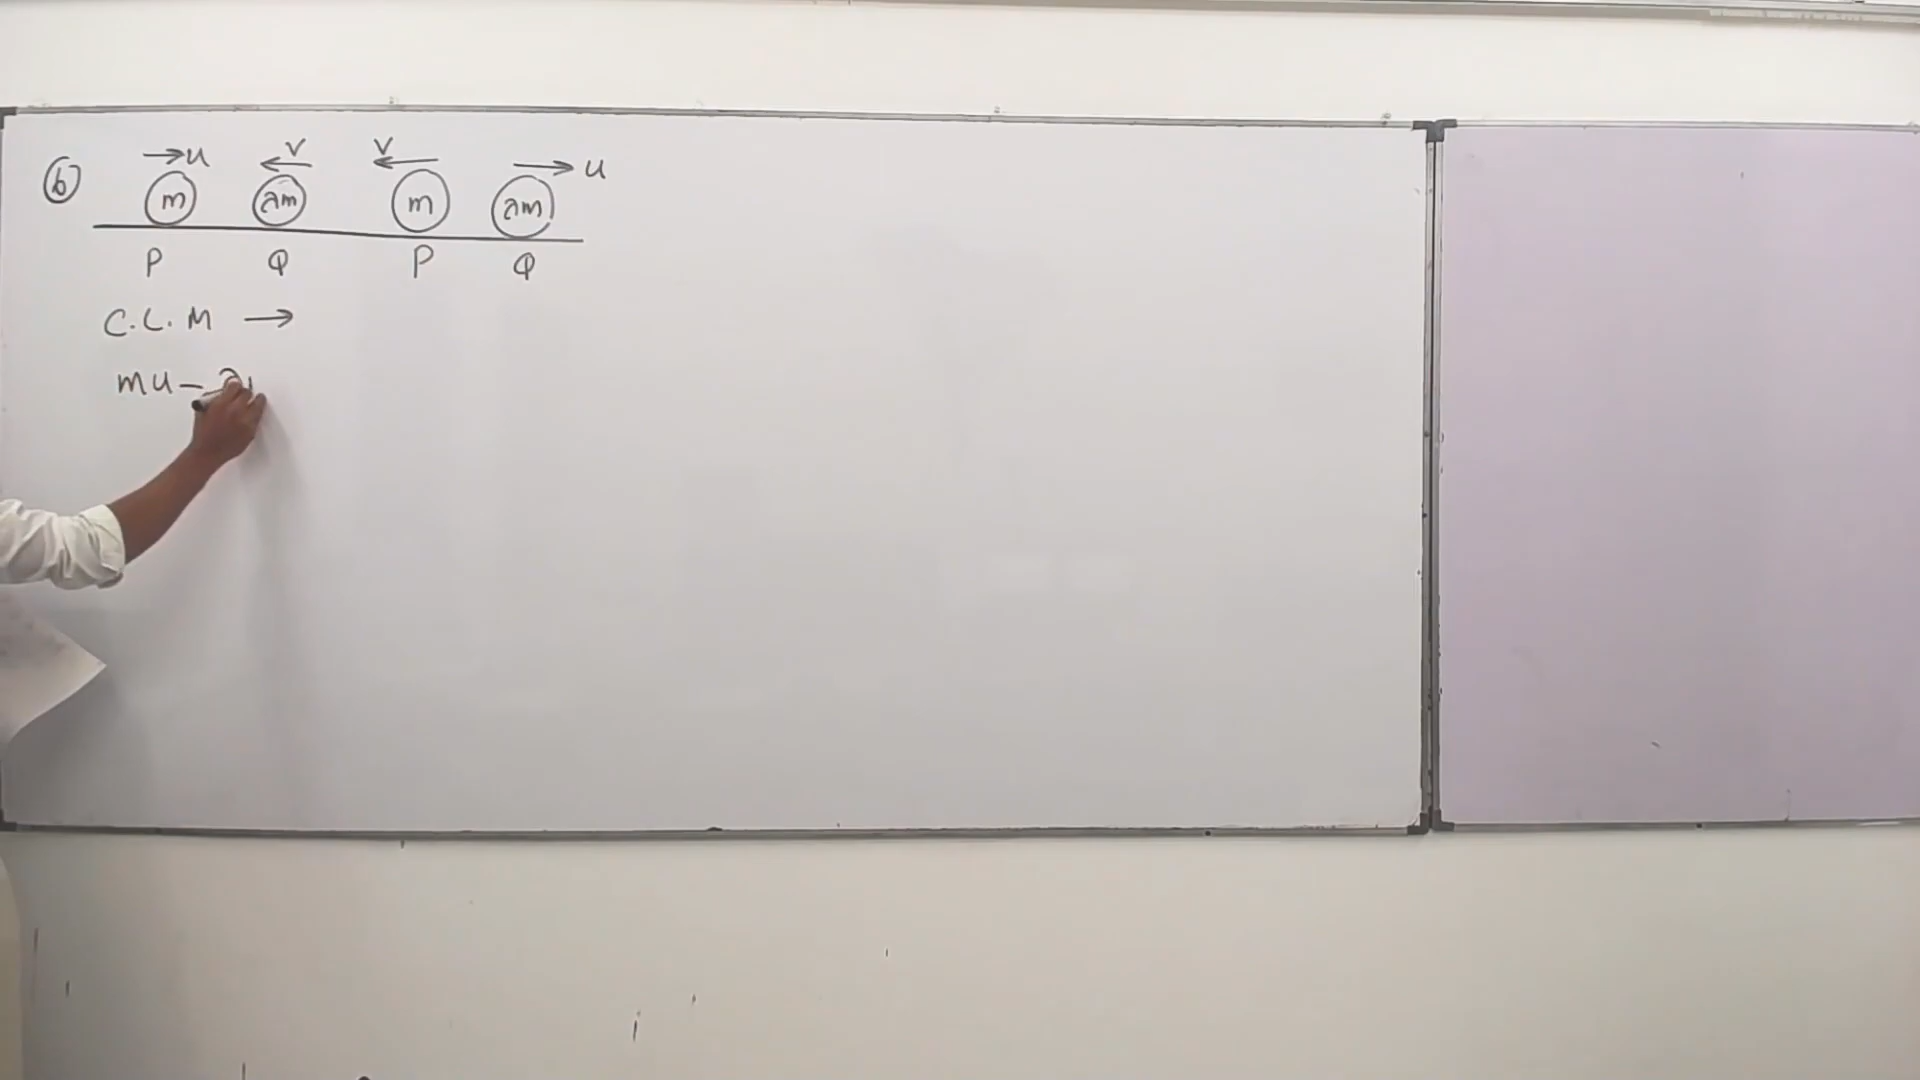 6 → u ← v v ← → u
m 2m m 2m
P Q P Q
C.L.M →
mu - 2